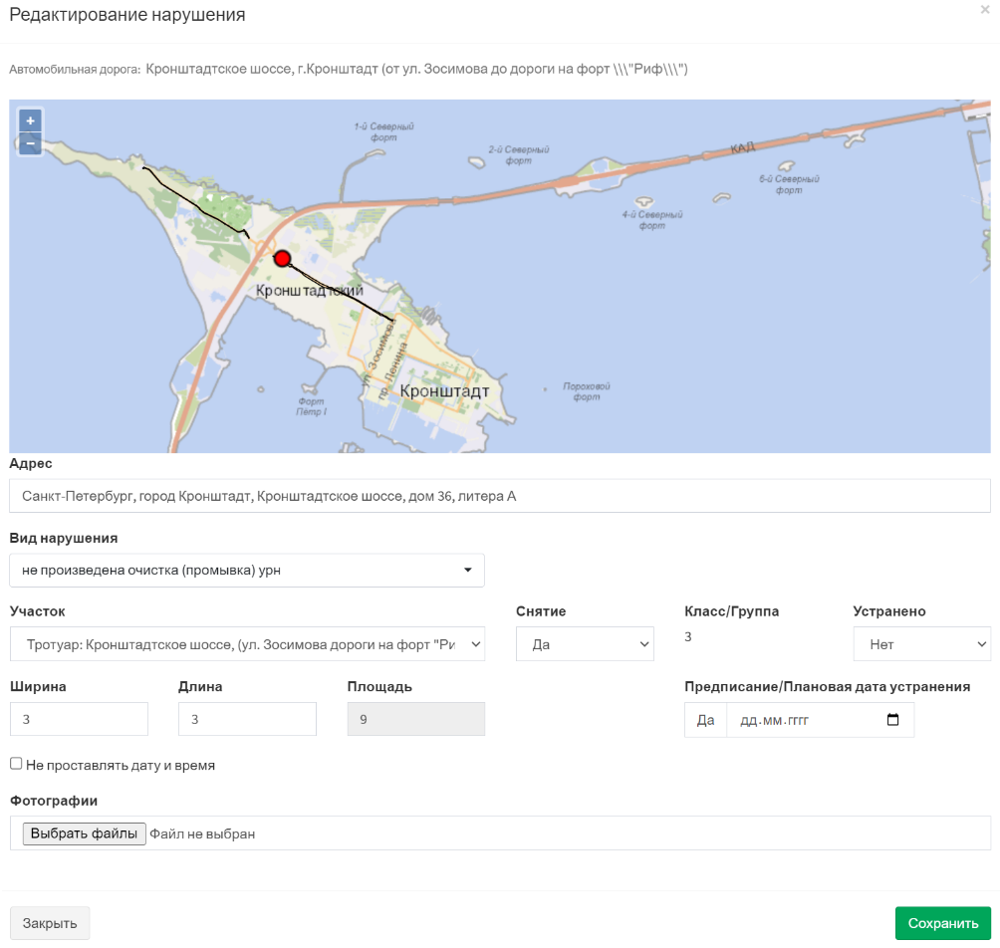 Редактирование нарушения
×
Автомобильная дорога: Кронштадтское шоссе, г.Кронштадт (от ул. Зосимова до дороги на форт \\\"Риф\\\")
+
−
1-й Северный
форт
2-й Северный
форт
КАД
6-й Северный
форт
4-й Северный
форт
Кронштадтский
ул. Зосимова
пр. Ленина
Кронштадт
Пороховой
форт
Форт
Пётр I
Адрес
Санкт-Петербург, город Кронштадт, Кронштадтское шоссе, дом 36, литера А
Вид нарушения
не произведена очистка (промывка) урн
Участок Снятие Класс/Группа Устранено
Тротуар: Кронштадтское шоссе, (ул. Зосимова дороги на форт "Ри Да 3 Нет
Ширина Длина Площадь Предписание/Плановая дата устранения
3 3 9 Да дд.мм.гггг
Не проставлять дату и время
Фотографии
Выбрать файлы Файл не выбран
Закрыть Сохранить